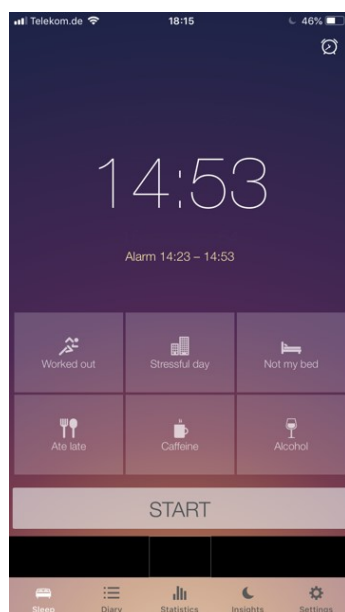 Telekom.de 18:15 46%
14:53
Alarm 14:23 – 14:53
Worked out Stressful day Not my bed
Ate late Caffeine Alcohol
START
Sleep Diary Statistics Insights Settings